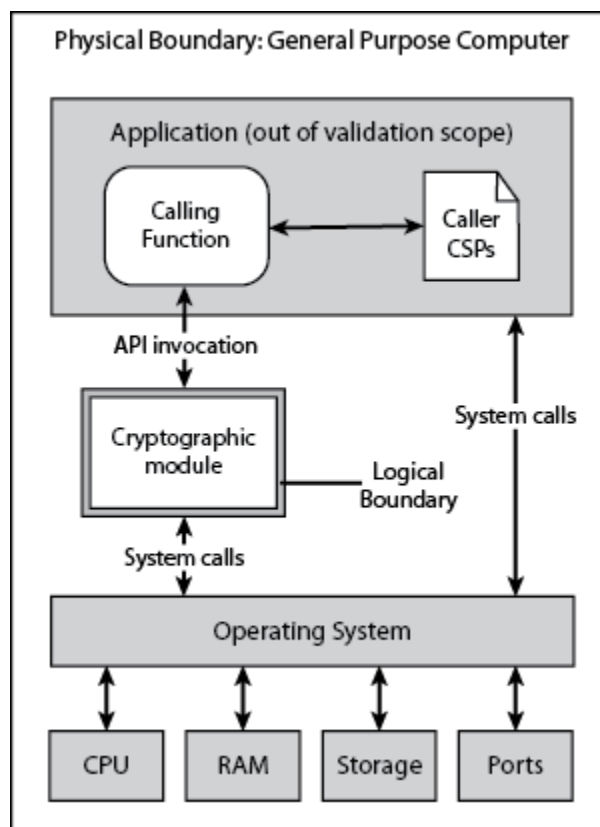 Physical Boundary: General Purpose Computer
Application (out of validation scope)
Calling
Function
Caller
CSPs
API invocation
System calls
Cryptographic
module
Logical
Boundary
System calls
Operating System
CPU
RAM
Storage
Ports